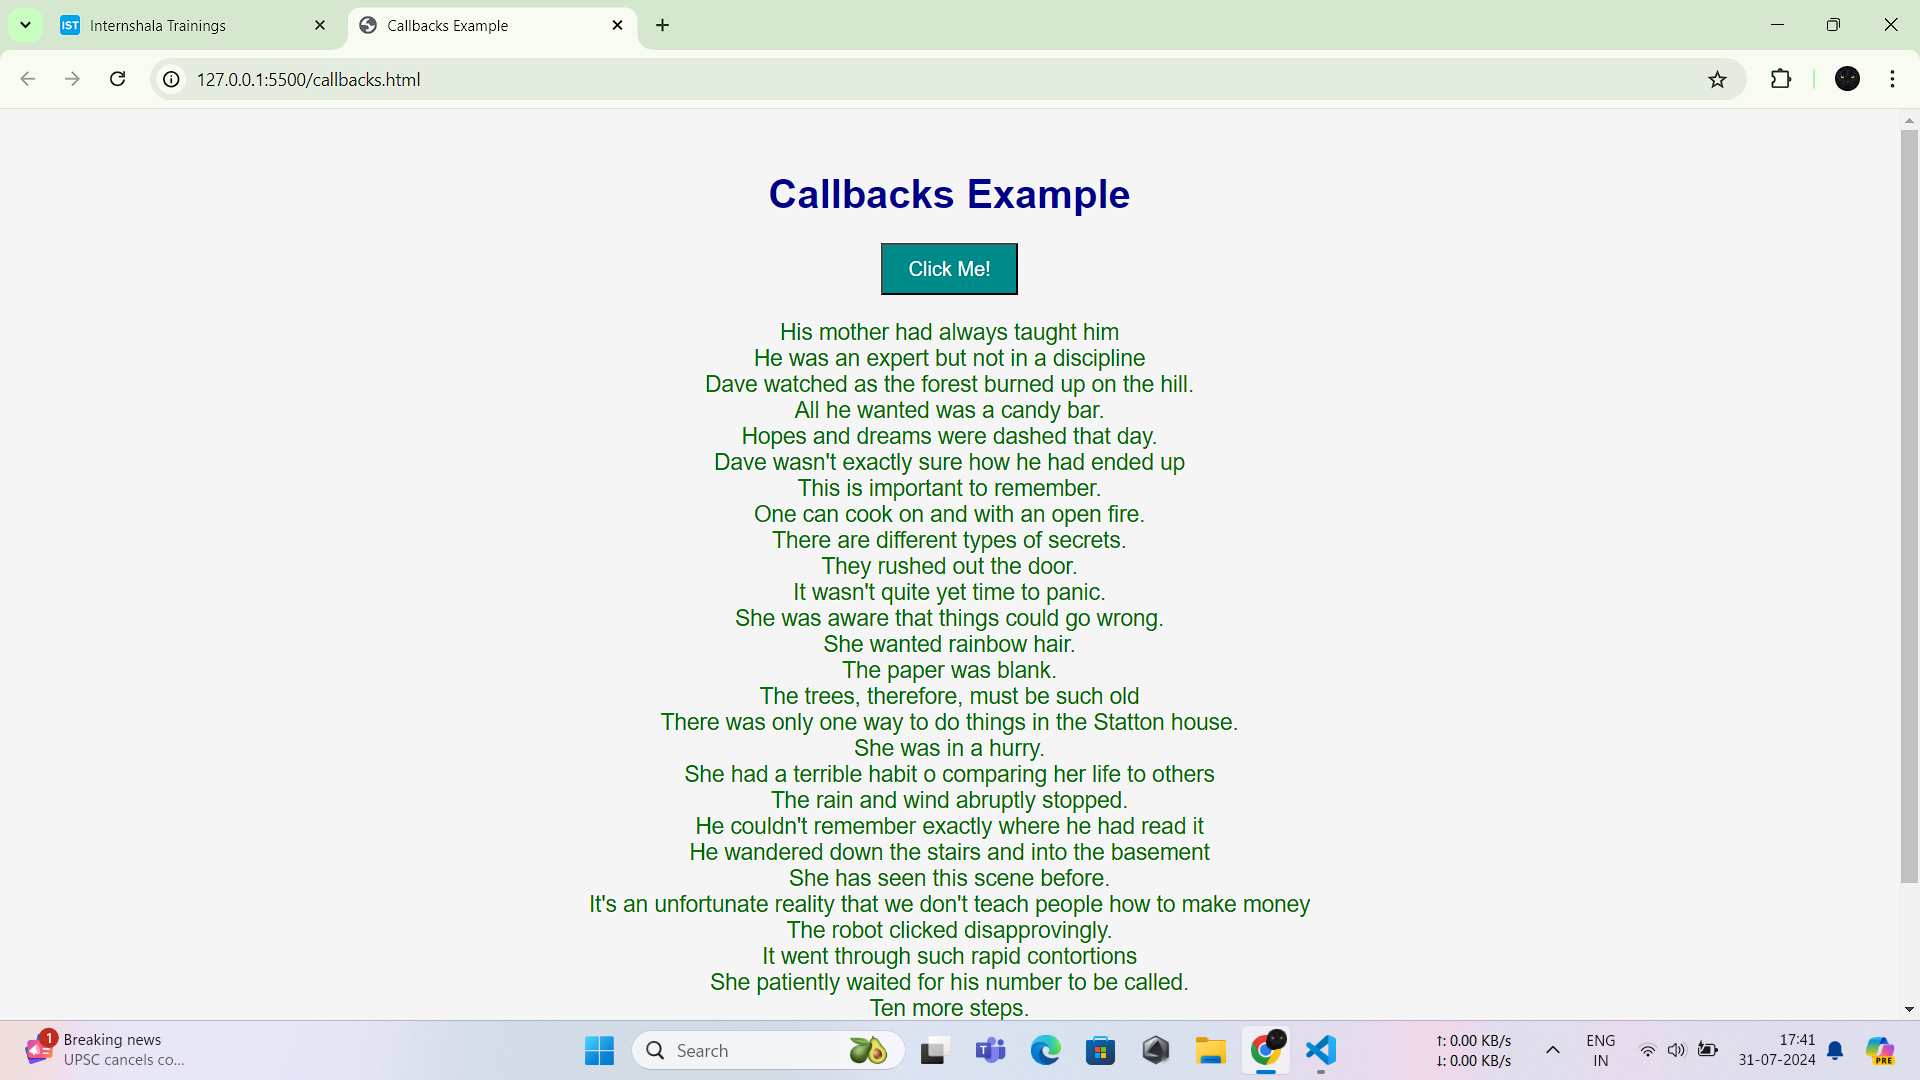 Internshala Trainings
Callbacks Example
127.0.0.1:5500/callbacks.html
Callbacks Example
Click Me!
His mother had always taught him
He was an expert but not in a discipline
Dave watched as the forest burned up on the hill.
All he wanted was a candy bar.
Hopes and dreams were dashed that day.
Dave wasn't exactly sure how he had ended up
This is important to remember.
One can cook on and with an open fire.
There are different types of secrets.
They rushed out the door.
It wasn't quite yet time to panic.
She was aware that things could go wrong.
She wanted rainbow hair.
The paper was blank.
The trees, therefore, must be such old
There was only one way to do things in the Statton house.
She was in a hurry.
She had a terrible habit o comparing her life to others
The rain and wind abruptly stopped.
He couldn't remember exactly where he had read it
He wandered down the stairs and into the basement
She has seen this scene before.
It's an unfortunate reality that we don't teach people how to make money
The robot clicked disapprovingly.
It went through such rapid contortions
She patiently waited for his number to be called.
Ten more steps.
1
Breaking news
UPSC cancels co...
Search
↑: 0.00 KB/s
↓: 0.00 KB/s
ENG
IN
17:41
31-07-2024
PRE